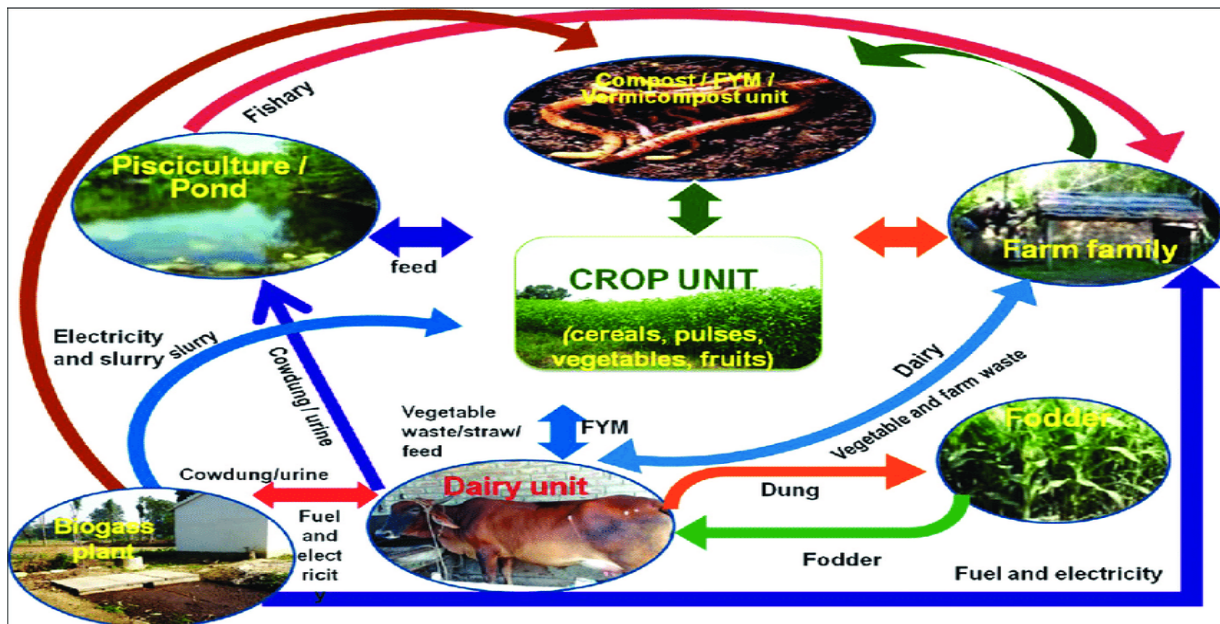 Fishary
Compost / FYM /
Vermicompost unit
Pisciculture /
Pond
Farm family
feed
CROP UNIT
(cereals, pulses,
vegetables, fruits)
Electricity
and slurry
slurry
Cowdung / urine
Dairy
Vegetable and farm waste
Vegetable
waste/straw/
feed
FYM
Fodder
Cowdung/urine
Dairy unit
Dung
Biogass
plant
Fuel
and
elect
ricit
y
Fodder
Fuel and electricity